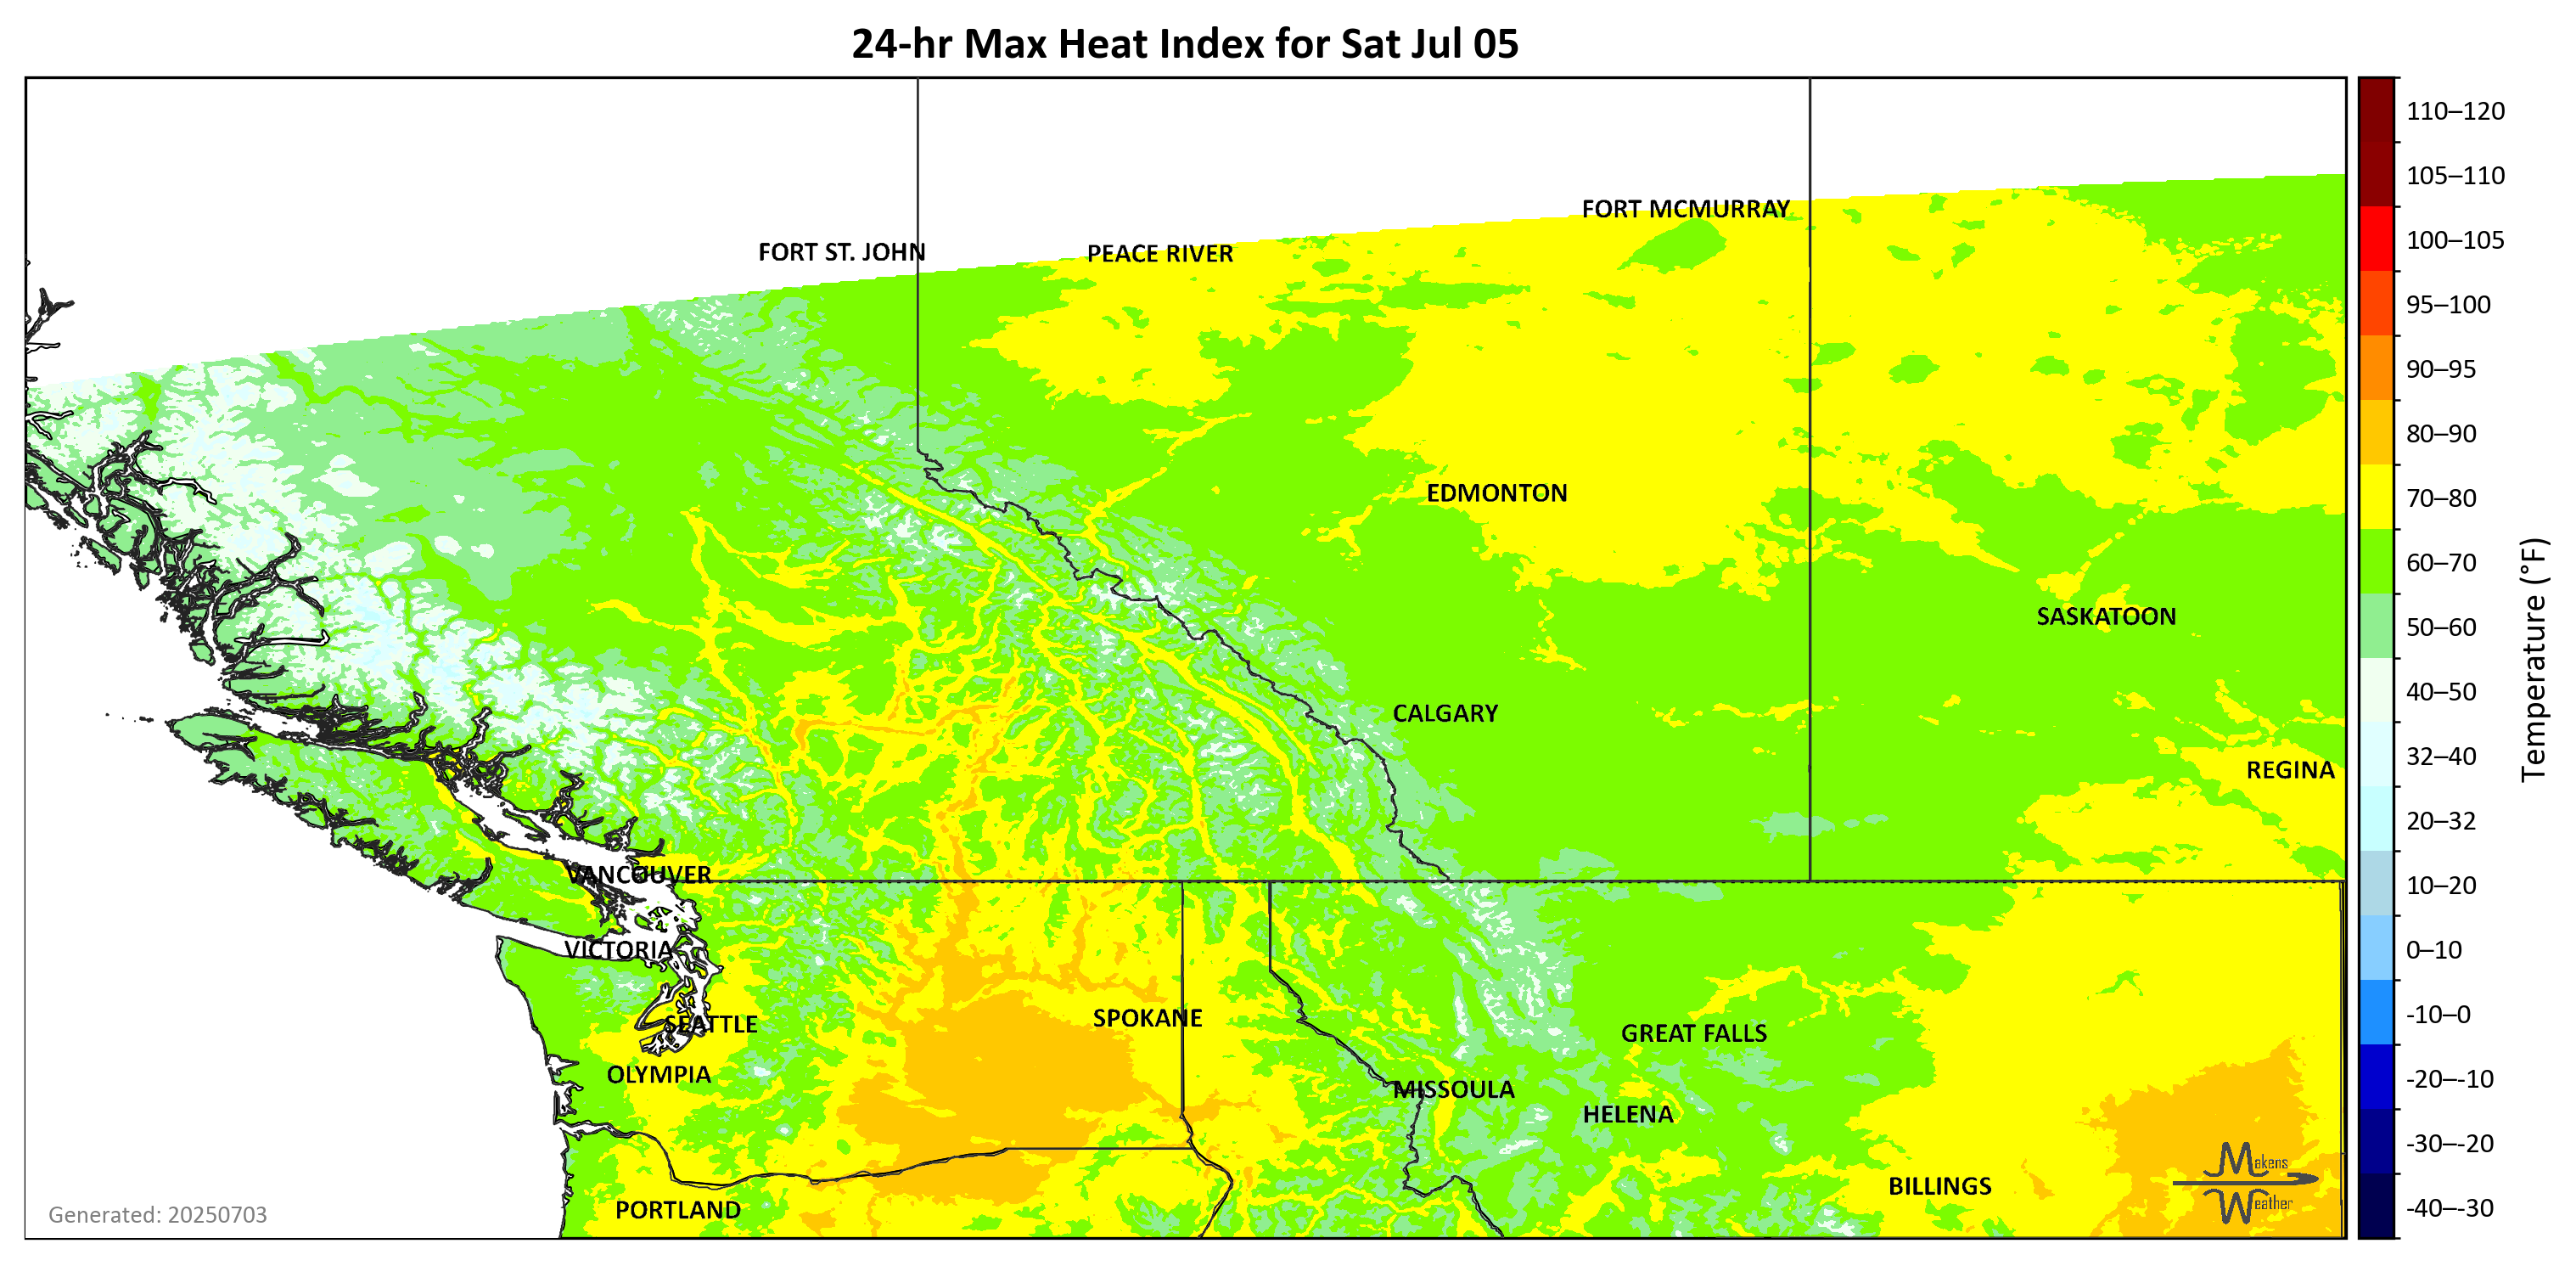 24-hr Max Heat Index for Sat Jul 05
FORT MCMURRAY
FORT ST. JOHN
PEACE RIVER
EDMONTON
SASKATOON
CALGARY
REGINA
VANCOUVER
VICTORIA
SPOKANE
SEATTLE
GREAT FALLS
OLYMPIA
MISSOULA
HELENA
BILLINGS
PORTLAND
Makens
Weather
Generated: 20250703
110–120
105–110
100–105
95–100
90–95
80–90
70–80
60–70
50–60
40–50
32–40
20–32
10–20
0–10
-10–0
-20–-10
-30–-20
-40–-30
Temperature (°F)